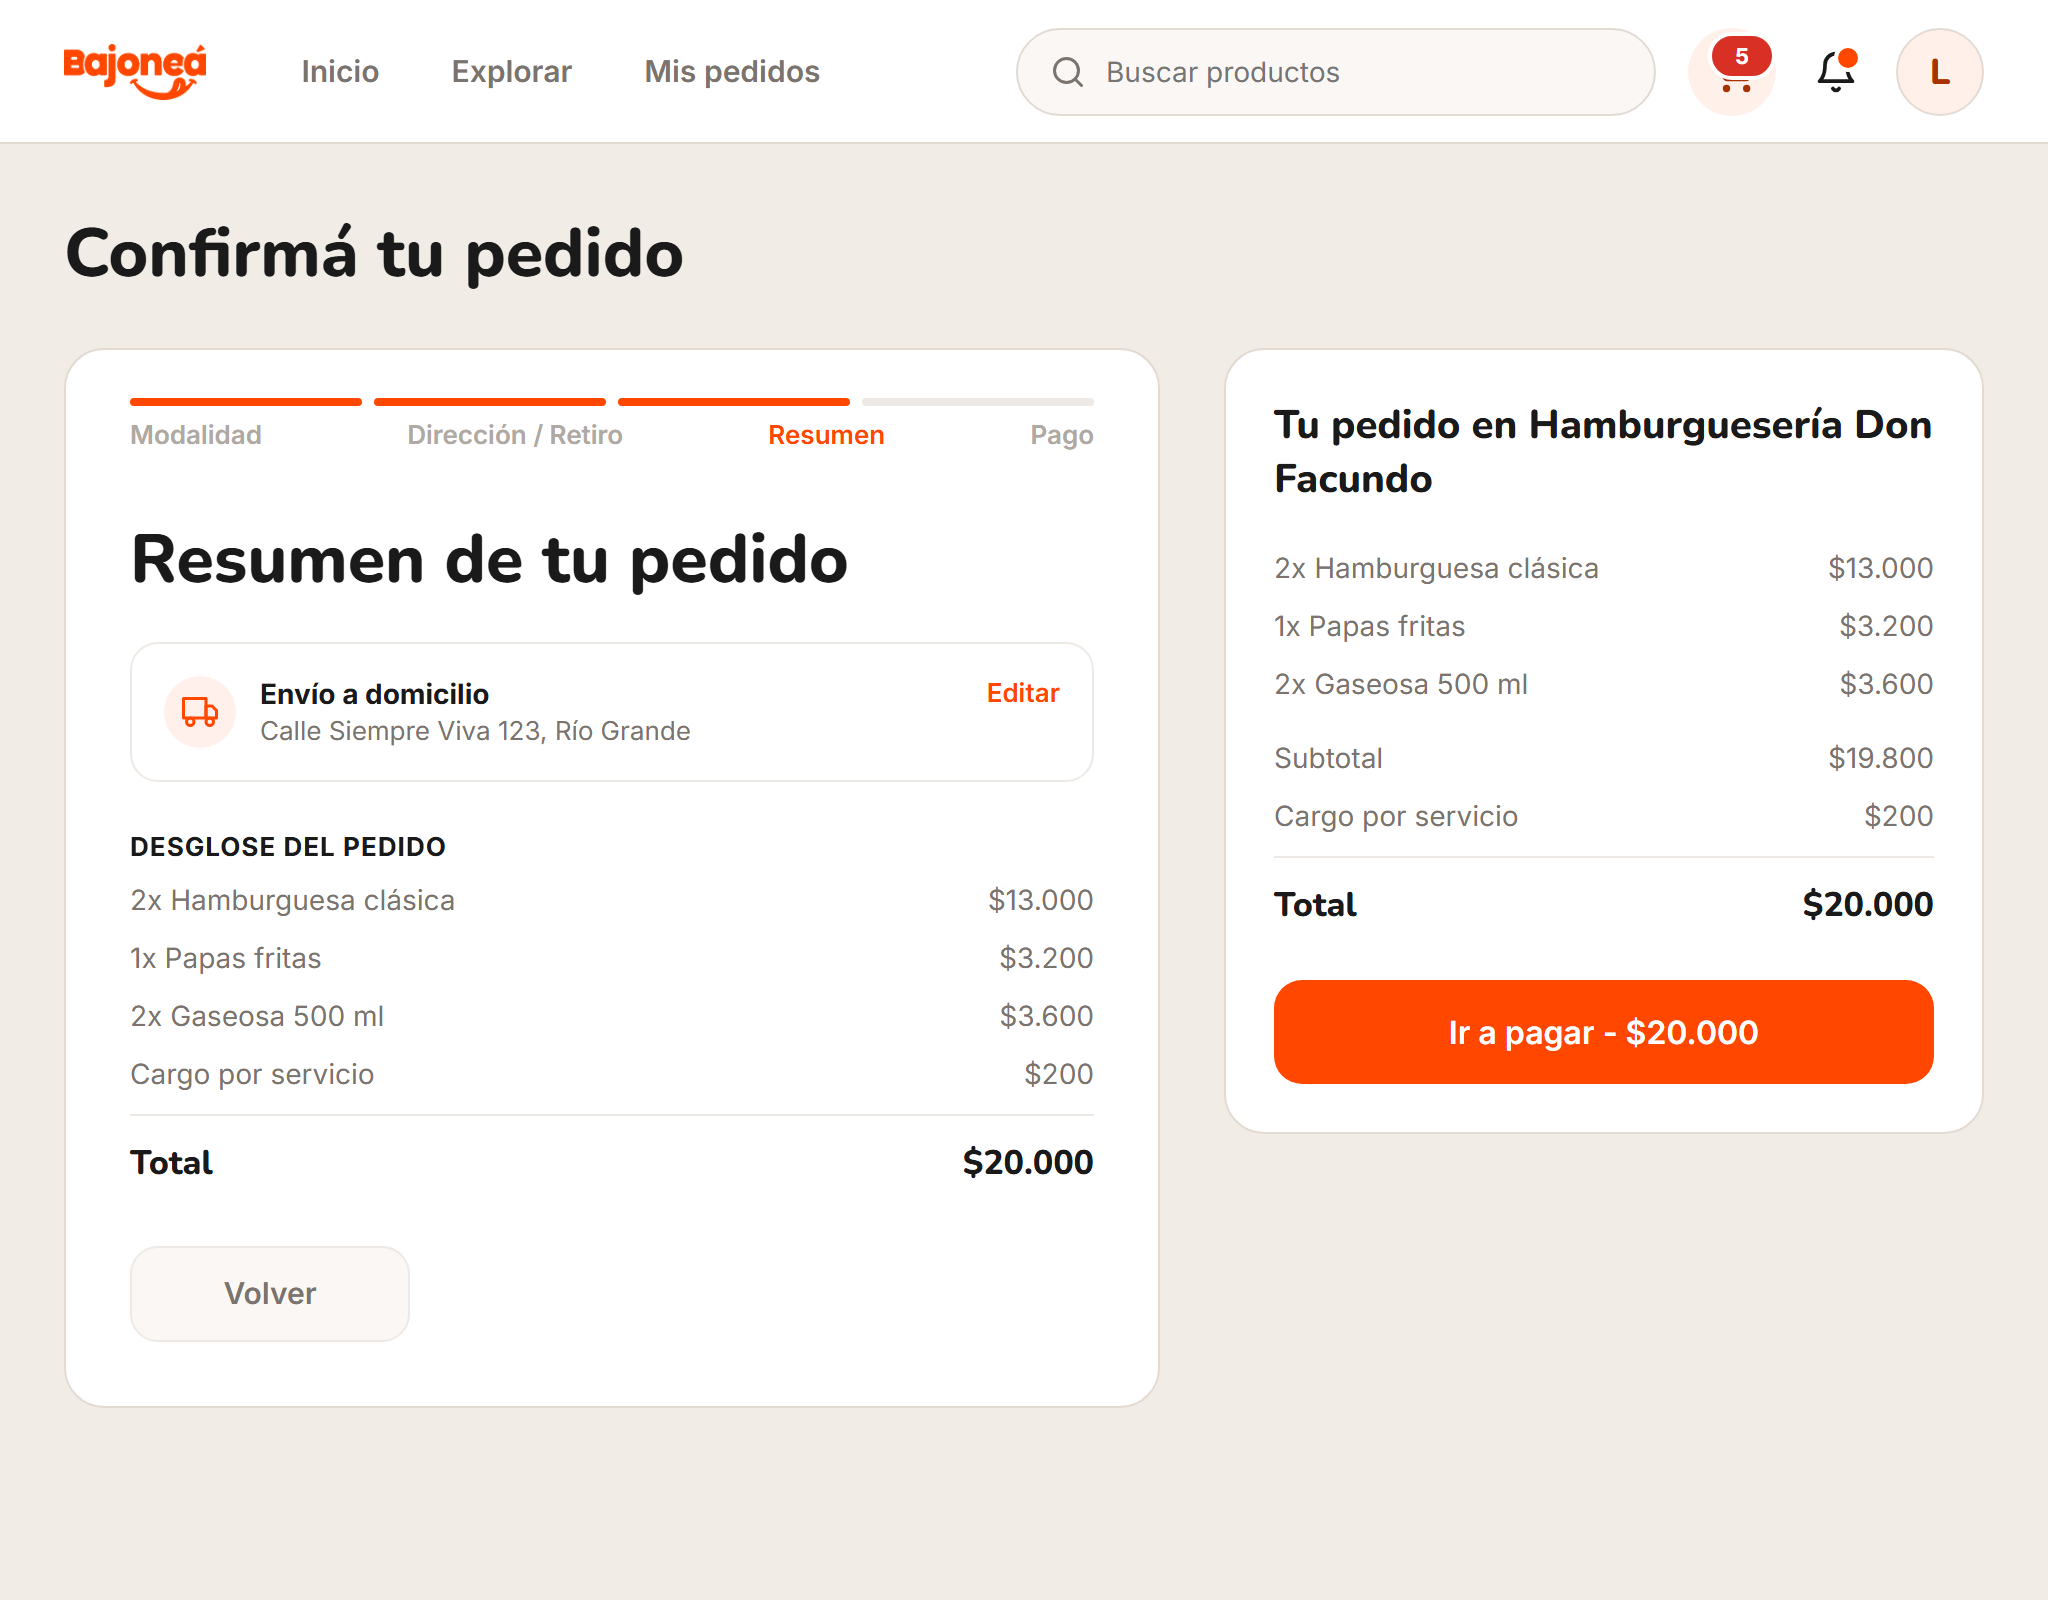 Bajoneá
Inicio
Explorar
Mis pedidos
Buscar productos
5
L
Confirmá tu pedido
Modalidad
Dirección / Retiro
Resumen
Pago
Resumen de tu pedido
Envío a domicilio
Editar
Calle Siempre Viva 123, Río Grande
DESGLOSE DEL PEDIDO
2x Hamburguesa clásica $13.000
1x Papas fritas $3.200
2x Gaseosa 500 ml $3.600
Cargo por servicio $200
Total $20.000
Volver
Tu pedido en Hamburguesería Don
Facundo
2x Hamburguesa clásica $13.000
1x Papas fritas $3.200
2x Gaseosa 500 ml $3.600
Subtotal $19.800
Cargo por servicio $200
Total $20.000
Ir a pagar - $20.000